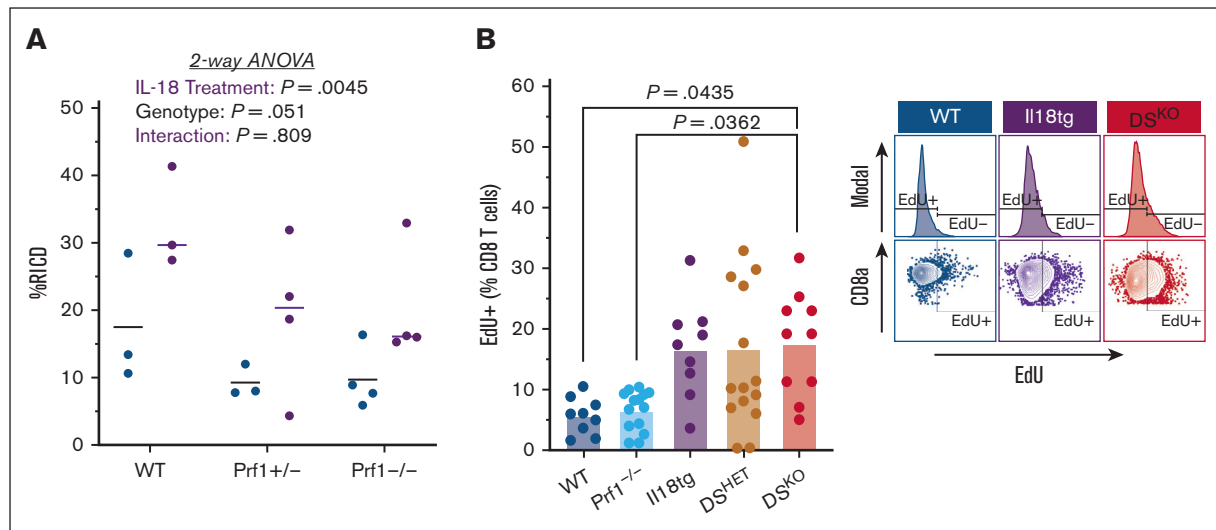 A
2-way ANOVA
IL-18 Treatment: P = .0045
Genotype: P = .051
Interaction: P = .809
%RICD
50
40
30
20
10
0
WT
Prf1+/−
Prf1−/−
B
EdU+ (% CD8 T cells)
60
50
40
30
20
10
0
P = .0435
P = .0362
WT
Prf1−/−
Il18tg
DSHET
DSKO
WT
Il18tg
DSKO
Modal
EdU+
EdU−
EdU+
EdU−
EdU+
EdU−
CD8a
EdU+
EdU+
EdU+
EdU